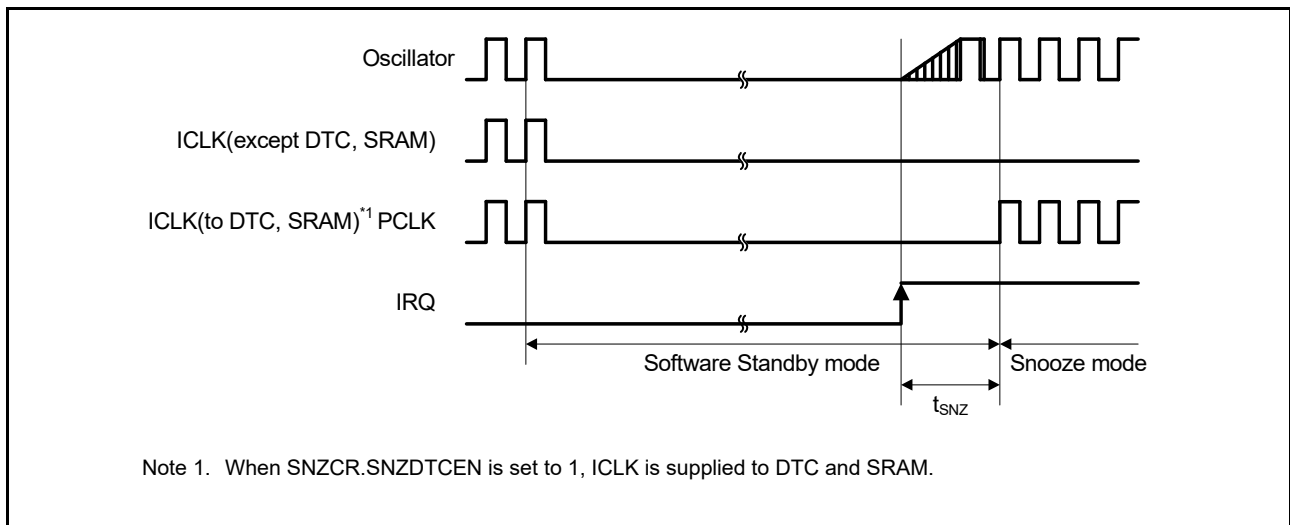 Oscillator
ICLK(except DTC, SRAM)
ICLK(to DTC, SRAM)*1 PCLK
IRQ
Software Standby mode
Snooze mode
tSNZ
Note 1. When SNZCR.SNZDTCEN is set to 1, ICLK is supplied to DTC and SRAM.